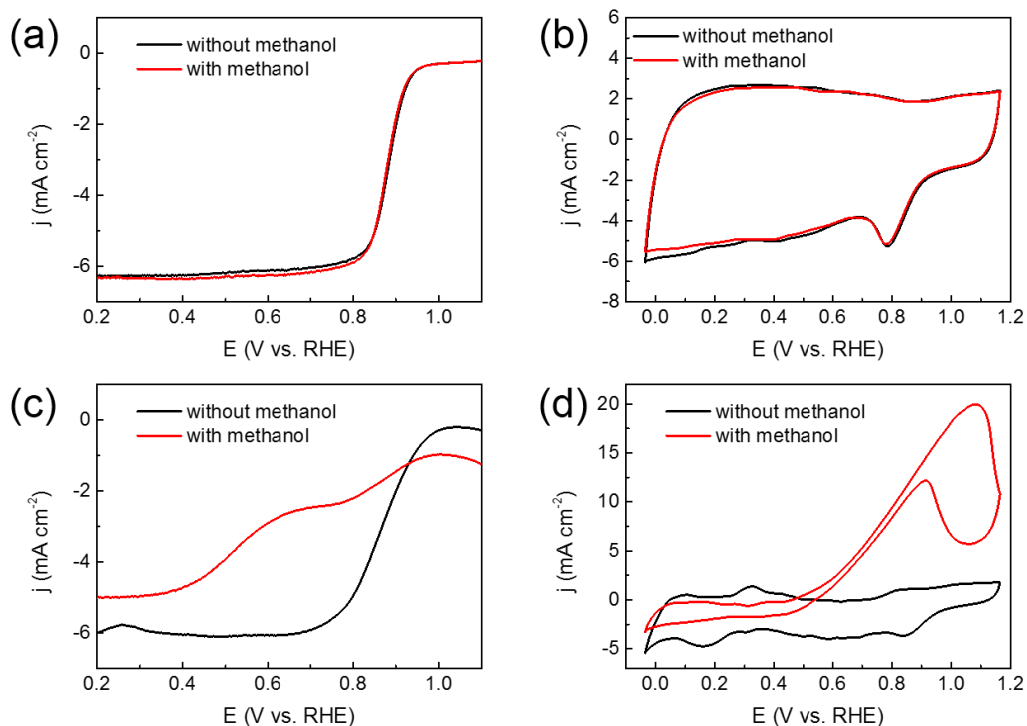 (a)
without methanol
with methanol
0
-2
-4
-6
j (mA cm-2)
0.2 0.4 0.6 0.8 1.0
E (V vs. RHE)
(b)
without methanol
with methanol
6
4
2
0
-2
-4
-6
-8
j (mA cm-2)
0.0 0.2 0.4 0.6 0.8 1.0 1.2
E (V vs. RHE)
(c)
without methanol
with methanol
0
-2
-4
-6
j (mA cm-2)
0.2 0.4 0.6 0.8 1.0
E (V vs. RHE)
(d)
without methanol
with methanol
20
15
10
5
0
-5
j (mA cm-2)
0.0 0.2 0.4 0.6 0.8 1.0 1.2
E (V vs. RHE)